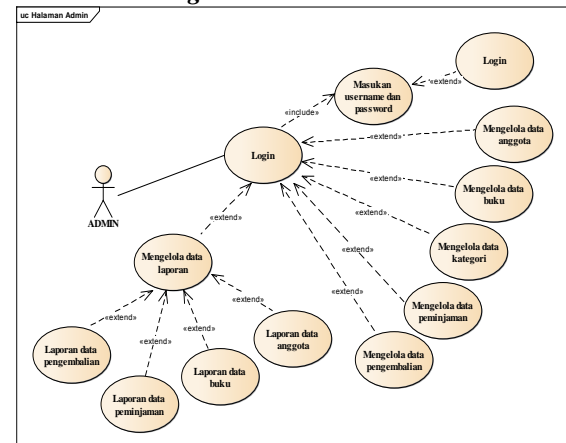 uc Halaman Admin
Login
Masukan
username dan
password
«extend»
«include»
Mengelola data
anggota
«extend»
Login
Mengelola data
buku
«extend»
ADMIN
«extend»
«extend»
Mengelola data
kategori
«extend»
Mengelola data
laporan
«extend»
«extend»
Mengelola data
peminjaman
«extend»
«extend»
Laporan data
anggota
Laporan data
pengembalian
«extend»
«extend»
Mengelola data
pengembalian
Laporan data
buku
Laporan data
peminjaman